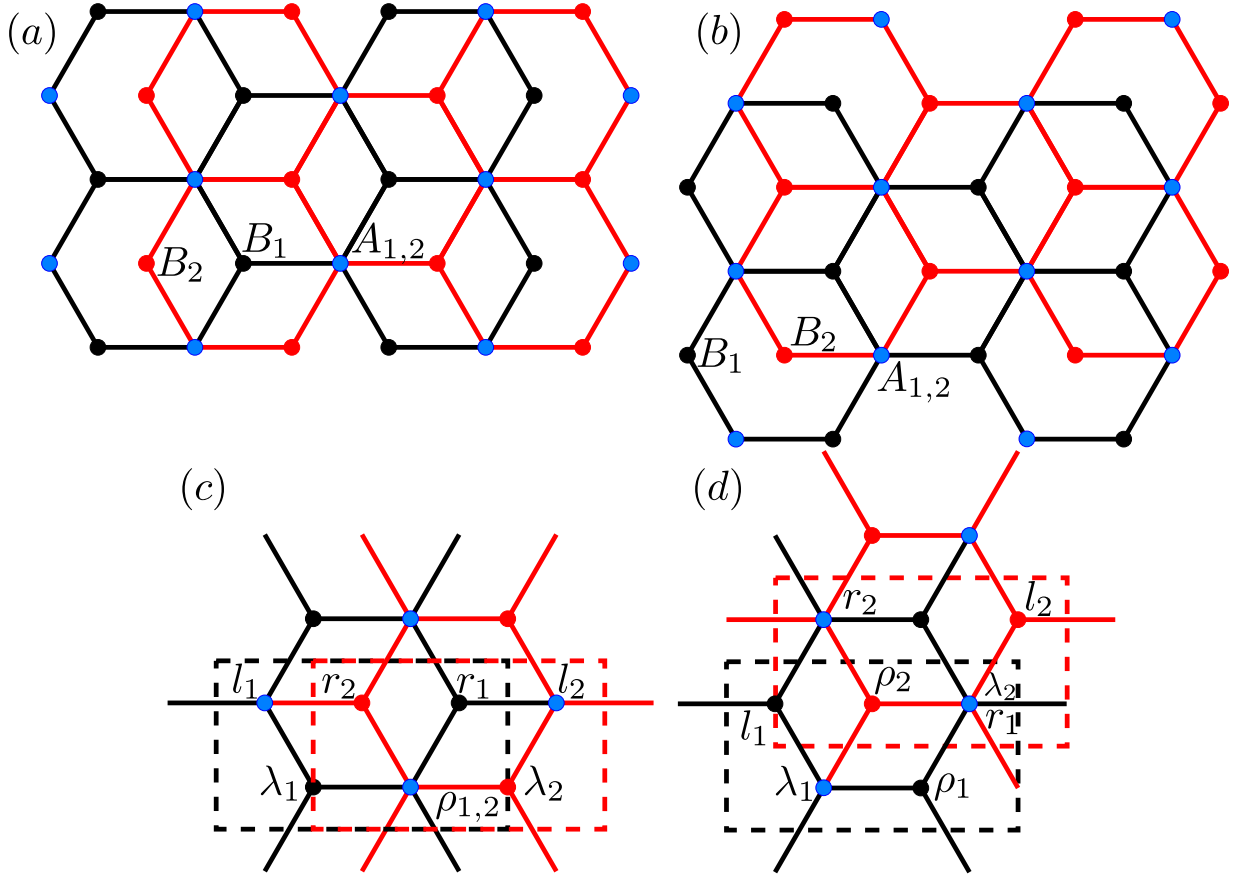 (a)
(b)
B₂ B₁ A₁,₂
B₁ B₂ A₁,₂
(c)
(d)
l₁ r₂ r₁ l₂
λ₁ ρ₁,₂ λ₂
r₂ l₂
ρ₂ λ₂
l₁ r₁
λ₁ ρ₁